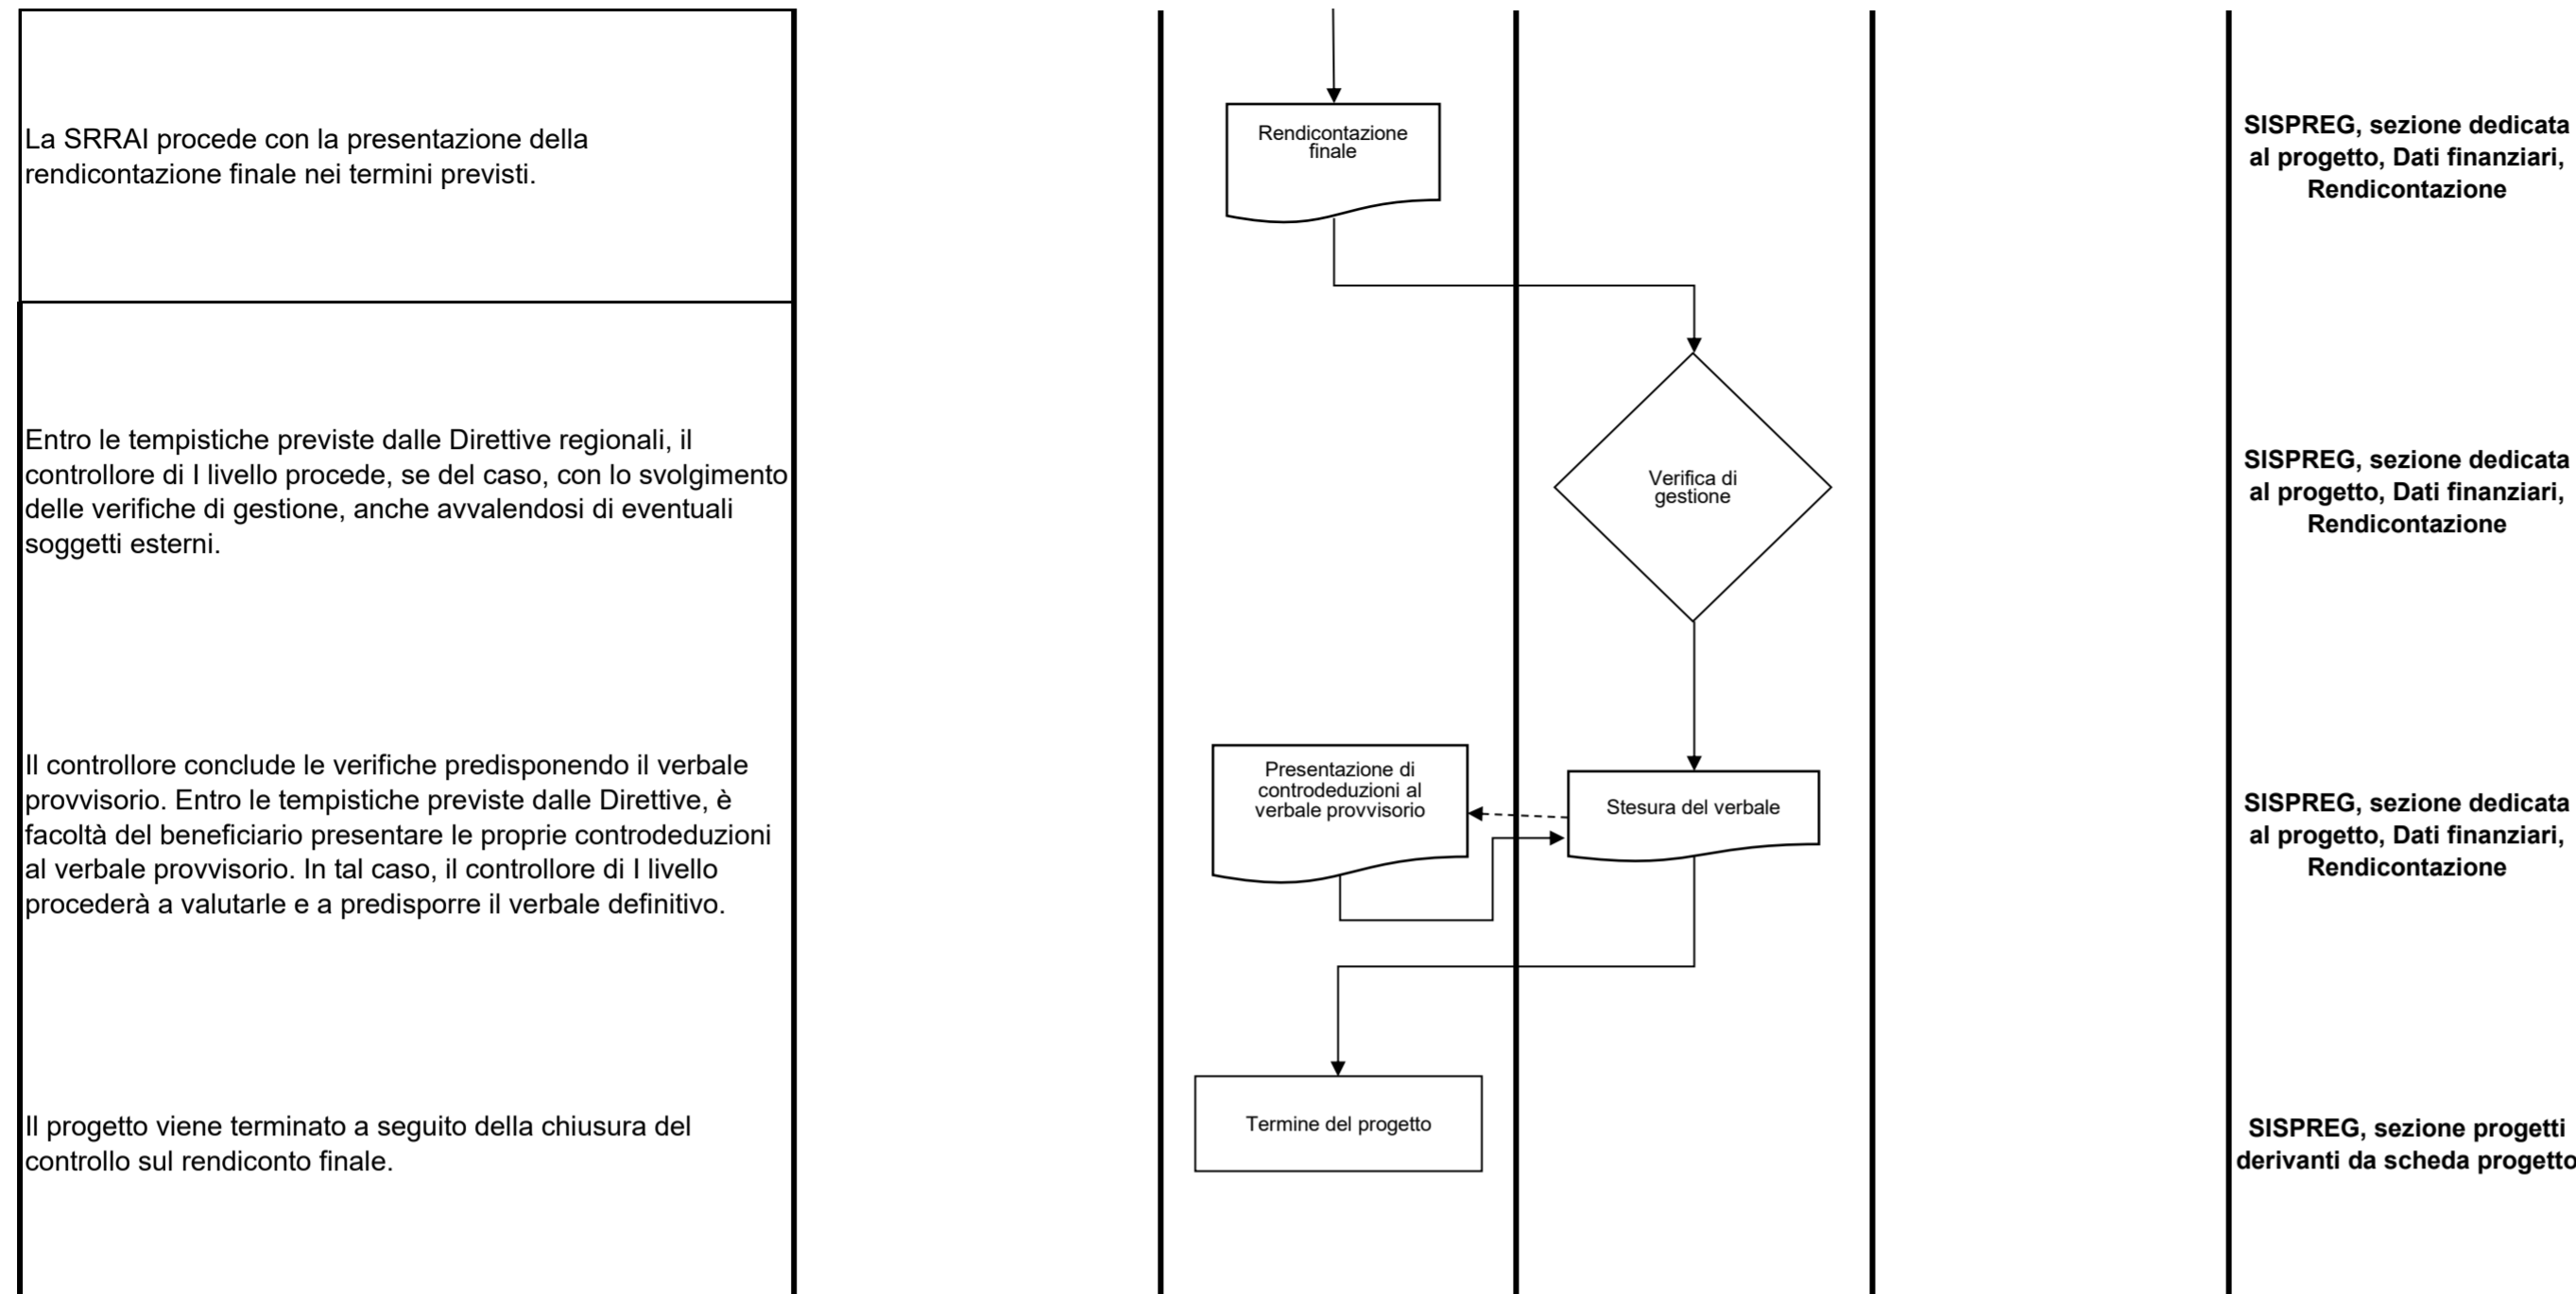 La SRRAI procede con la presentazione della
rendicontazione finale nei termini previsti.
Rendicontazione
finale
SISPREG, sezione dedicata
al progetto, Dati finanziari,
Rendicontazione
Entro le tempistiche previste dalle Direttive regionali, il
controllore di I livello procede, se del caso, con lo svolgimento
delle verifiche di gestione, anche avvalendosi di eventuali
soggetti esterni.
Verifica di
gestione
SISPREG, sezione dedicata
al progetto, Dati finanziari,
Rendicontazione
Il controllore conclude le verifiche predisponendo il verbale
provvisorio. Entro le tempistiche previste dalle Direttive, è
facoltà del beneficiario presentare le proprie controdeduzioni
al verbale provvisorio. In tal caso, il controllore di I livello
procederà a valutarle e a predisporre il verbale definitivo.
Presentazione di
controdeduzioni al
verbale provvisorio
Stesura del verbale
SISPREG, sezione dedicata
al progetto, Dati finanziari,
Rendicontazione
Il progetto viene terminato a seguito della chiusura del
controllo sul rendiconto finale.
Termine del progetto
SISPREG, sezione progetti
derivanti da scheda progetto